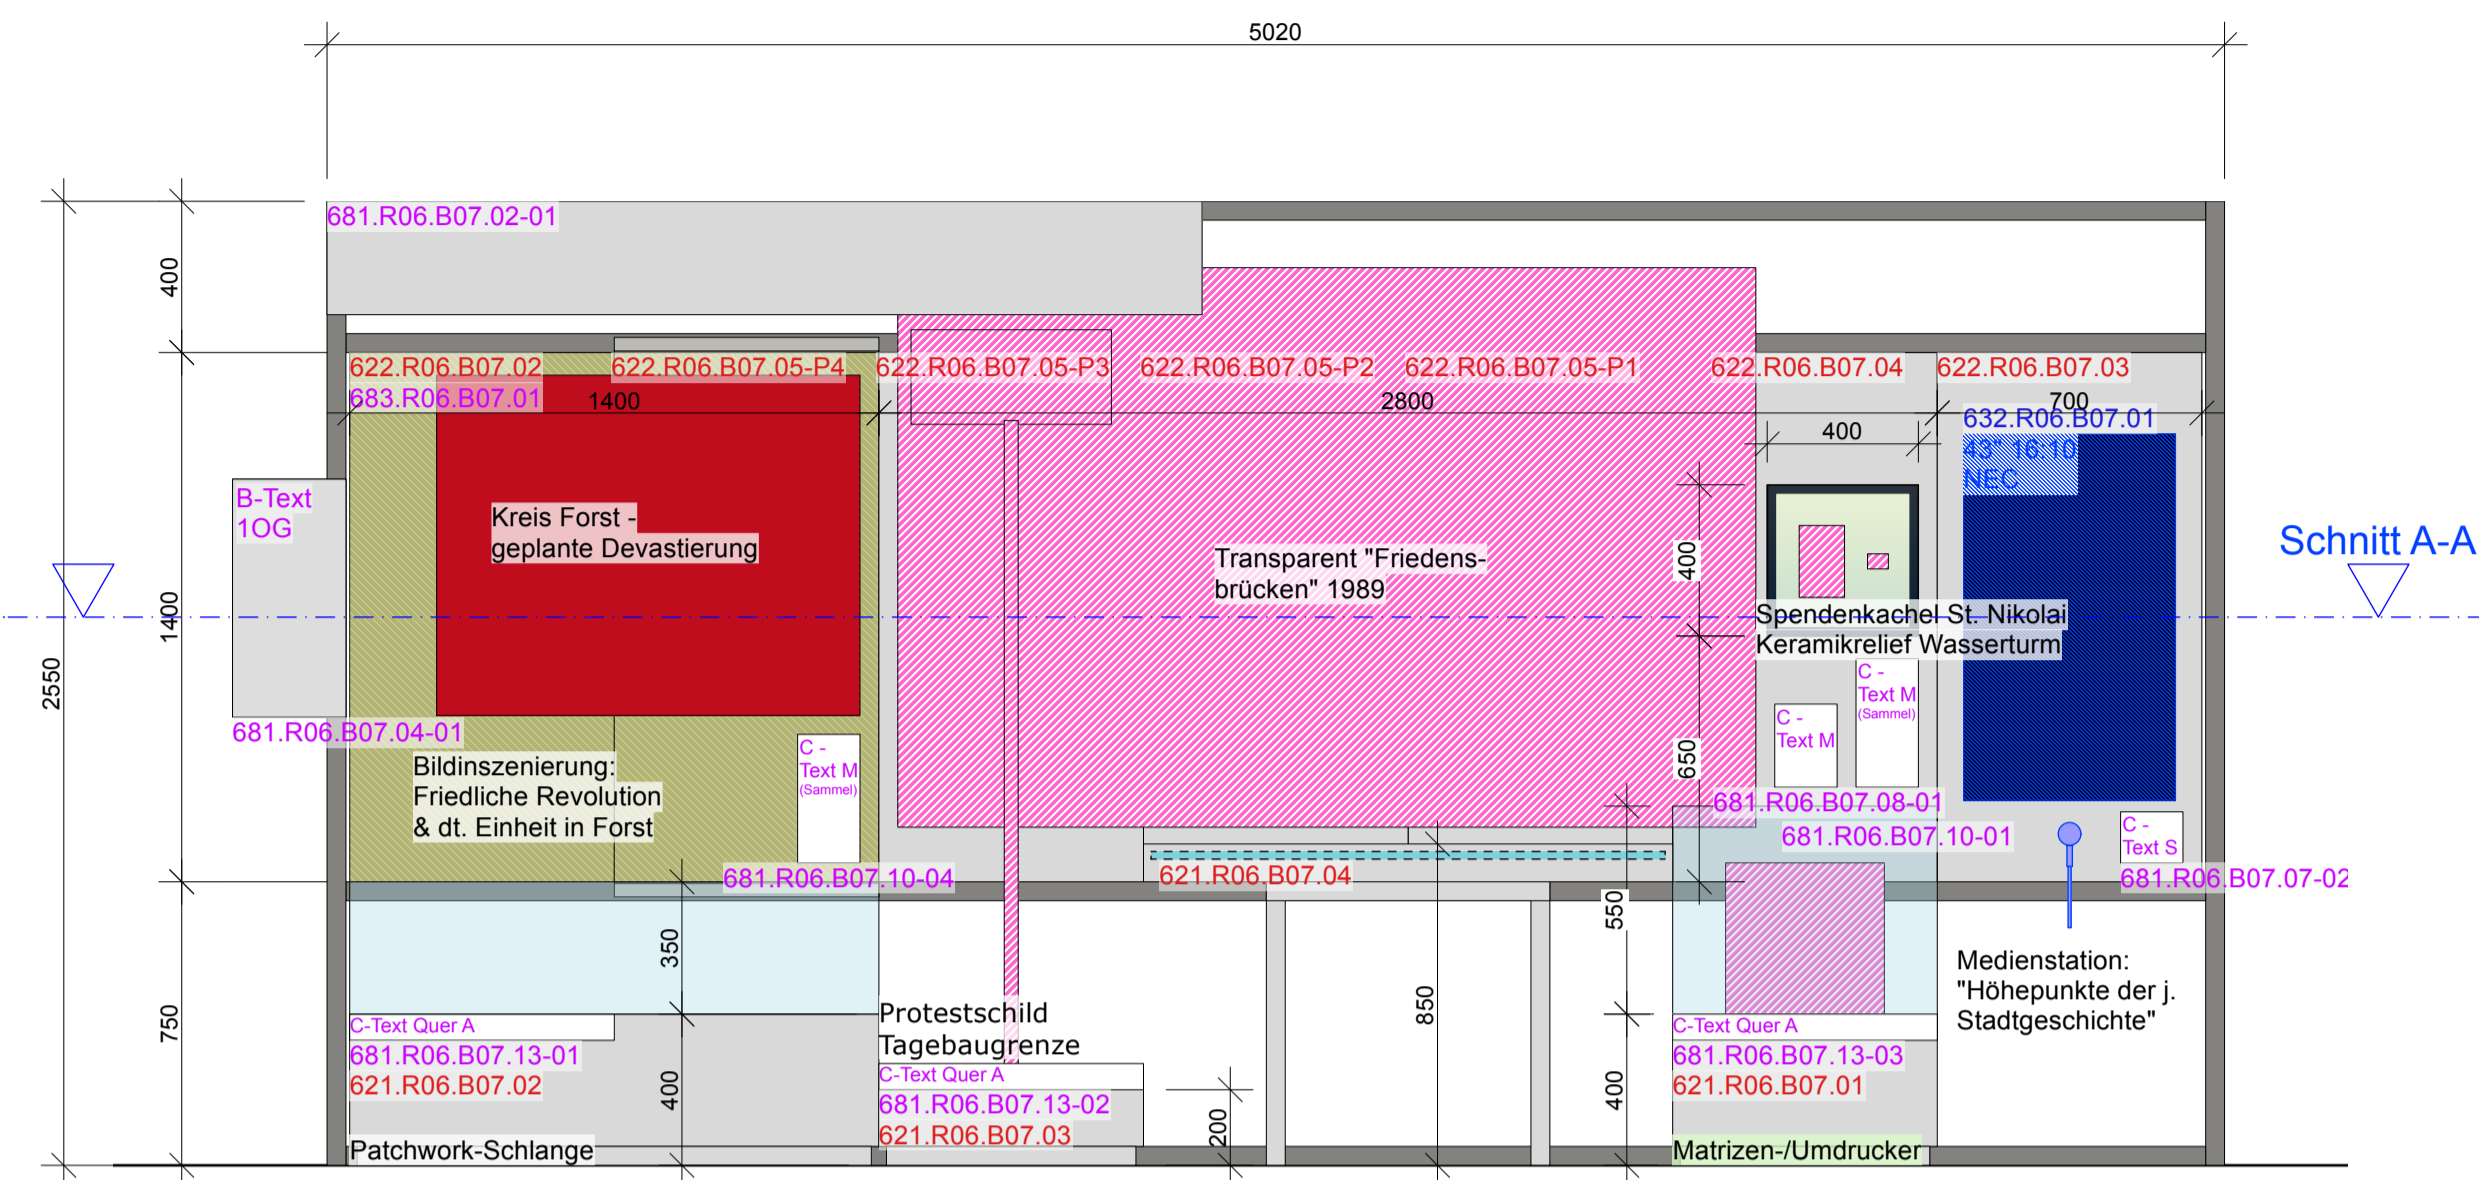 5020
681.R06.B07.02-01
400
622.R06.B07.02
622.R06.B07.05-P4
622.R06.B07.05-P3
622.R06.B07.05-P2
622.R06.B07.05-P1
622.R06.B07.04
622.R06.B07.03
683.R06.B07.01
1400
2800
700
632.R06.B07.01
43" 16:10
NEC
400
B-Text
1OG
Kreis Forst -
geplante Devastierung
Transparent "Friedens-
brücken" 1989
400
Schnitt A-A
1400
2550
Spendenkachel St. Nikolai
Keramikrelief Wasserturm
C -
Text M
(Sammel)
C -
Text M
681.R06.B07.04-01
Bildinszenierung:
Friedliche Revolution
& dt. Einheit in Forst
C -
Text M
(Sammel)
650
681.R06.B07.08-01
681.R06.B07.10-01
C -
Text S
681.R06.B07.10-04
621.R06.B07.04
681.R06.B07.07-02
550
350
850
750
Medienstation:
"Höhepunkte der j.
Stadtgeschichte"
C-Text Quer A
681.R06.B07.13-01
621.R06.B07.02
400
Protestschild
Tagebaugrenze
C-Text Quer A
681.R06.B07.13-02
621.R06.B07.03
200
400
C-Text Quer A
681.R06.B07.13-03
621.R06.B07.01
Patchwork-Schlange
Matrizen-/Umdrucker